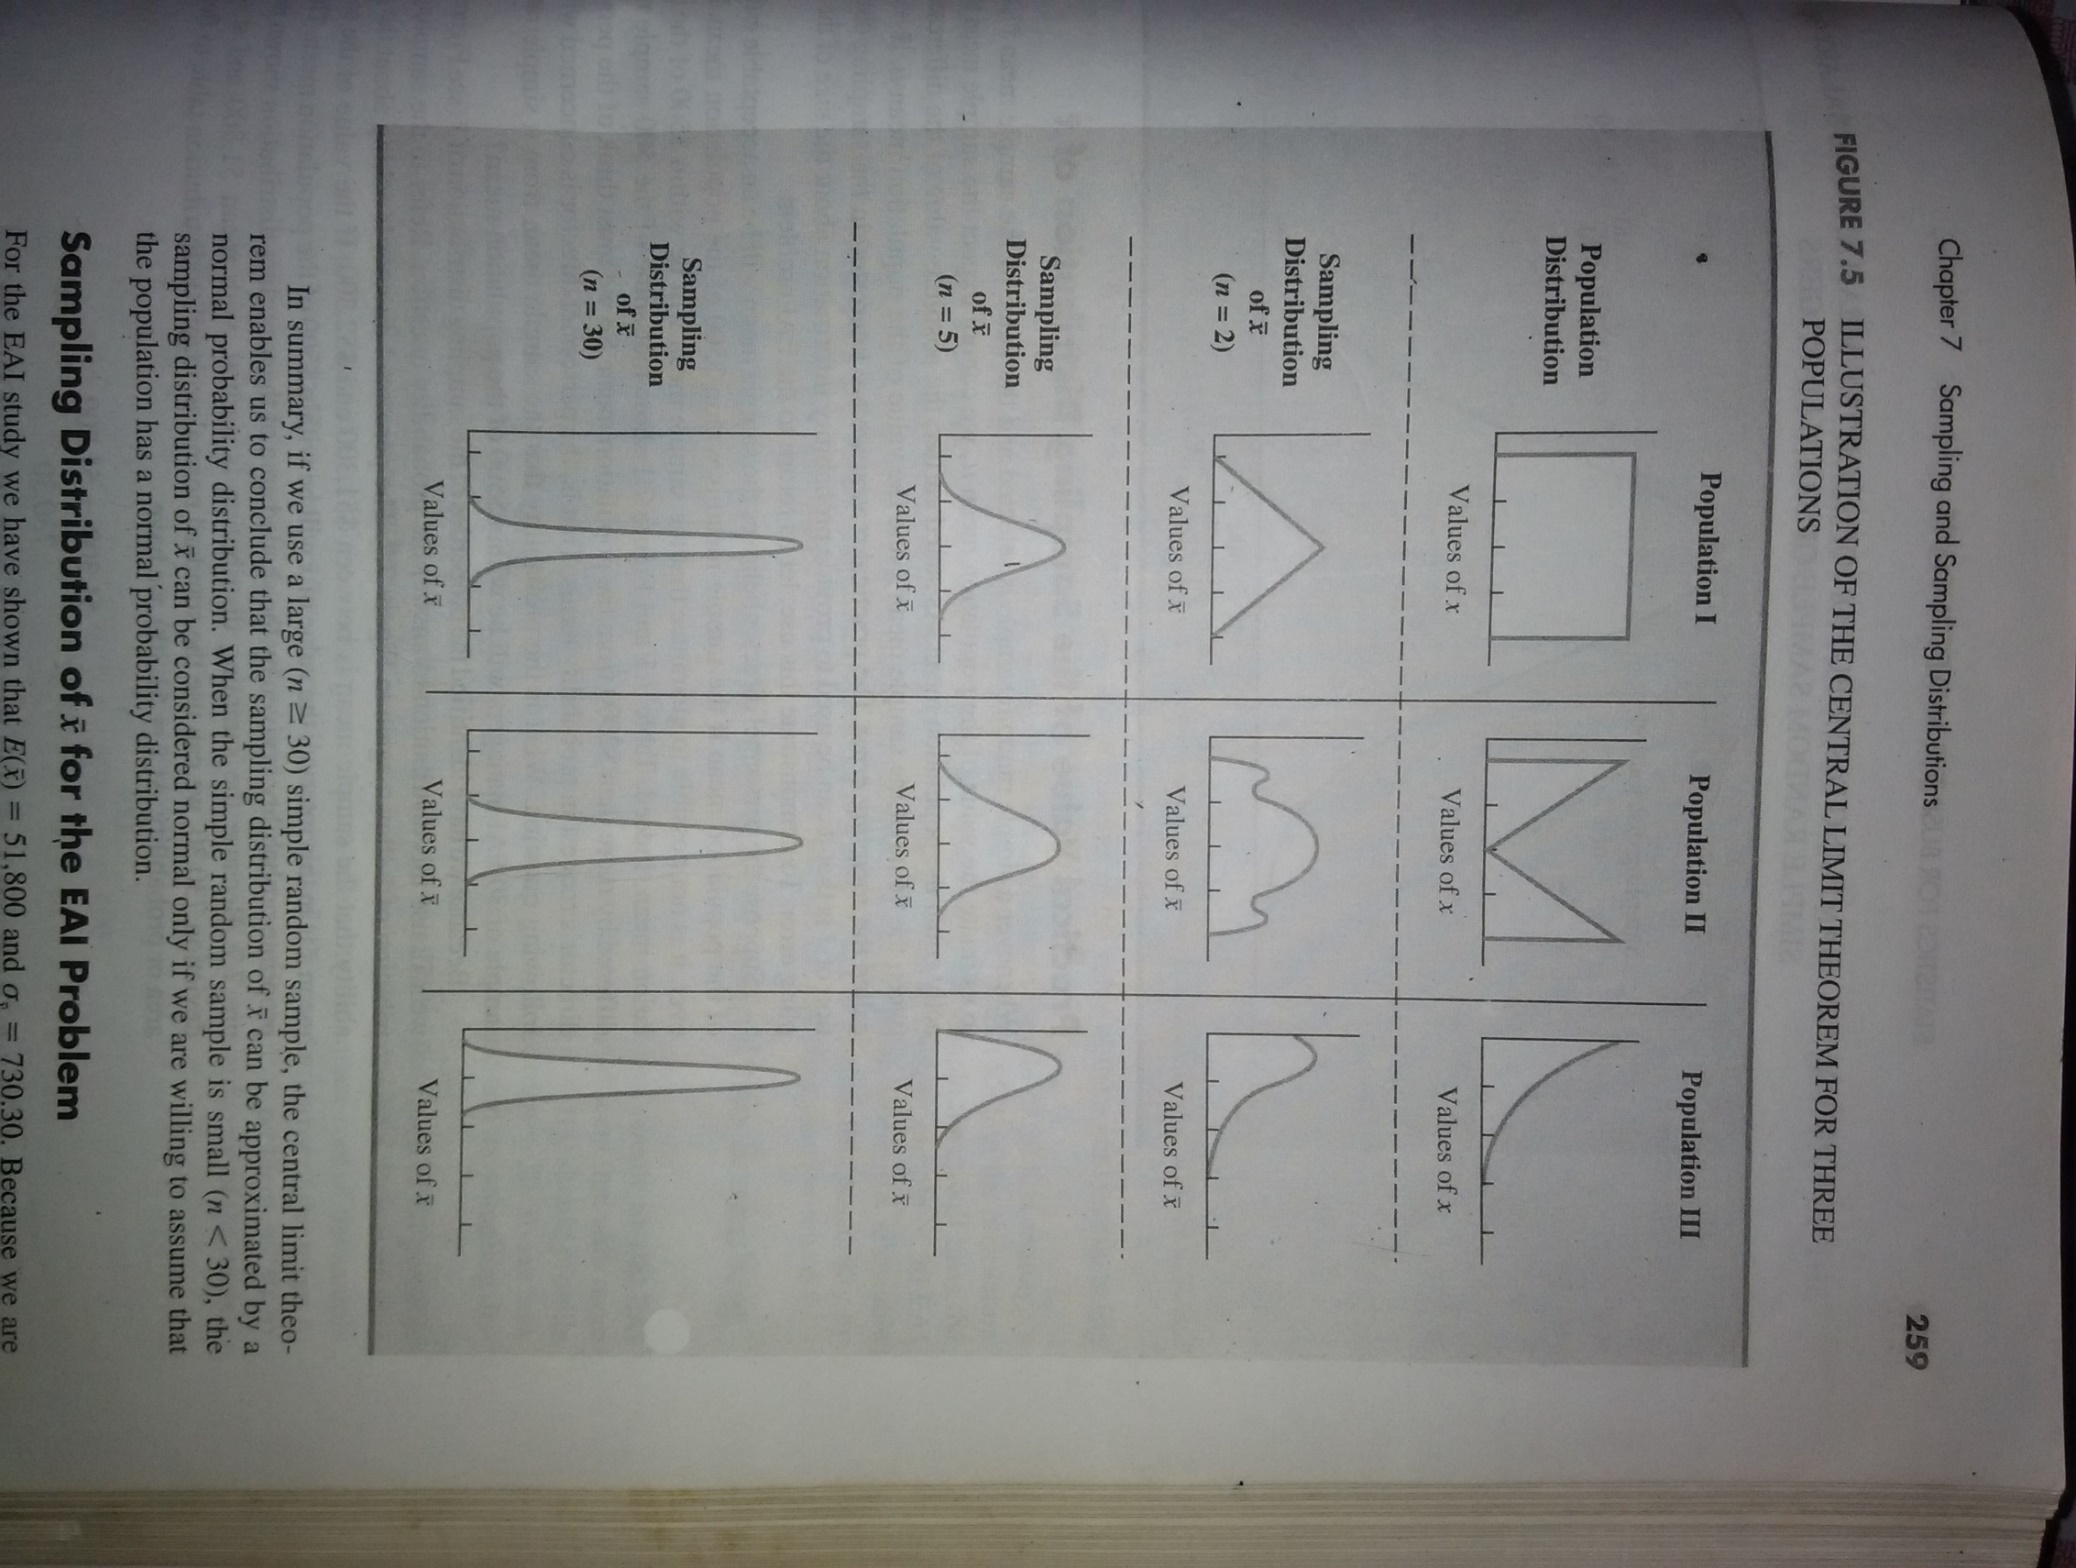 Chapter 7 Sampling and Sampling Distributions
259
FIGURE 7.5 ILLUSTRATION OF THE CENTRAL LIMIT THEOREM FOR THREE
POPULATIONS
Population I
Population II
Population III
Population
Distribution
Values of x
Values of x
Values of x
Sampling
Distribution
of x̄
(n = 2)
Values of x̄
Values of x̄
Values of x̄
Sampling
Distribution
of x̄
(n = 5)
Values of x̄
Values of x̄
Values of x̄
Sampling
Distribution
of x̄
(n = 30)
Values of x̄
Values of x̄
Values of x̄
In summary, if we use a large (n ≥ 30) simple random sample, the central limit theo-
rem enables us to conclude that the sampling distribution of x̄ can be approximated by a
normal probability distribution. When the simple random sample is small (n < 30), the
sampling distribution of x̄ can be considered normal only if we are willing to assume that
the population has a normal probability distribution.
Sampling Distribution of x̄ for the EAI Problem
For the EAI study we have shown that E(x̄) = 51,800 and σx̄ = 730.30. Because we are